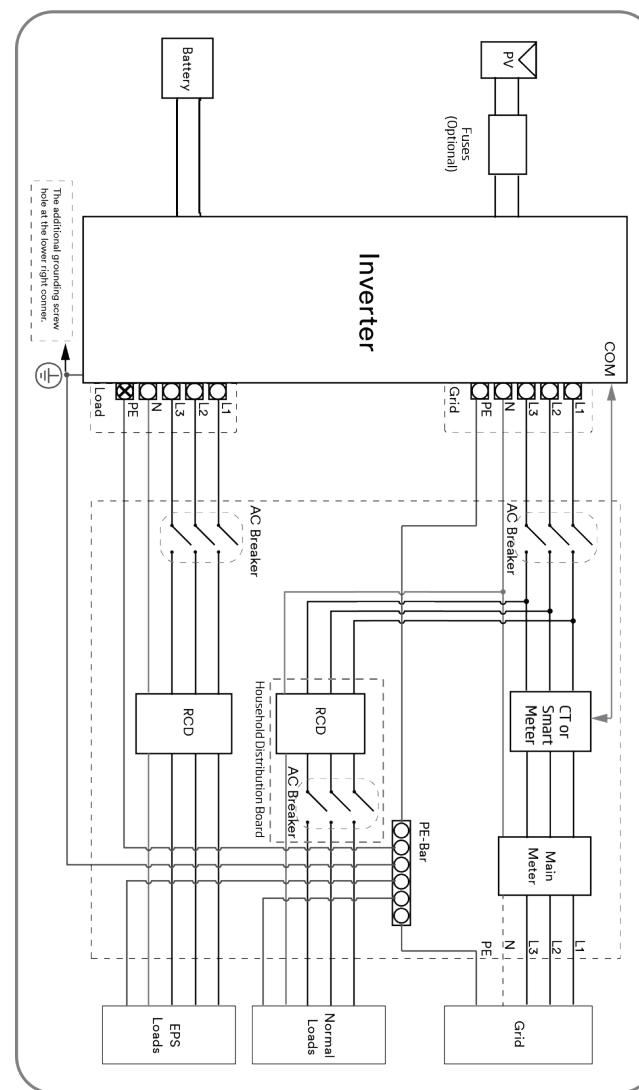 PV
Fuses
(Optional)
Battery
The additional grounding screw
hole at the lower right conner.
Inverter
COM
Grid
PE
N
L3
L2
L1
Load
PE
N
L3
L2
L1
AC Breaker
AC Breaker
CT or
Smart
Meter
RCD
Household Distribution Board
AC Breaker
RCD
PE-Bar
Main
Meter
PE
N
L3
L2
L1
Grid
Normal
Loads
EPS
Loads